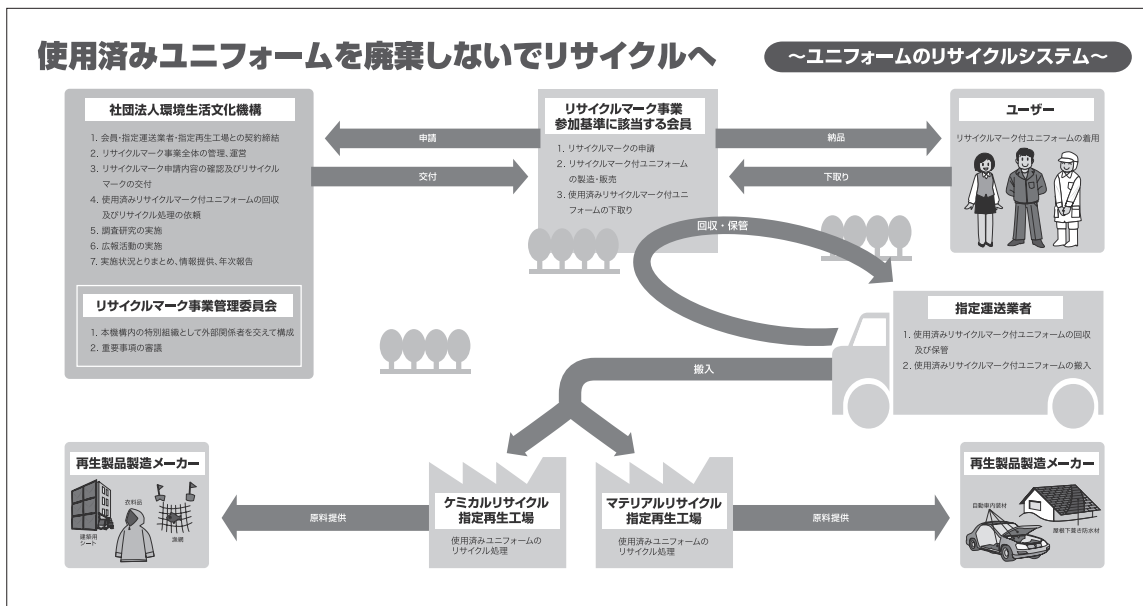 使用済みユニフォームを廃棄しないでリサイクルへ
～ユニフォームのリサイクルシステム～
社団法人環境生活文化機構
1. 会員・指定運送業者・指定再生工場との契約締結
2. リサイクルマーク事業全体の管理、運営
3. リサイクルマーク申請内容の確認及びリサイクル
マークの交付
4. 使用済みリサイクルマーク付ユニフォームの回収
及びリサイクル処理の依頼
5. 調査研究の実施
6. 広報活動の実施
7. 実施状況とりまとめ、情報提供、年次報告
リサイクルマーク事業管理委員会
1. 本機構内の特別組織として外部関係者を交えて構成
2. 重要事項の審議
申請
交付
リサイクルマーク事業
参加基準に該当する会員
1. リサイクルマークの申請
2. リサイクルマーク付ユニフォーム
の製造・販売
3. 使用済みリサイクルマーク付ユニ
フォームの下取り
納品
下取り
ユーザー
リサイクルマーク付ユニフォームの着用
回収・保管
指定運送業者
1. 使用済みリサイクルマーク付ユニフォームの回収
及び保管
2. 使用済みリサイクルマーク付ユニフォームの搬入
搬入
再生製品製造メーカー
衣料品
建築用
シート
漁網
原料提供
ケミカルリサイクル
指定再生工場
使用済みユニフォームの
リサイクル処理
マテリアルリサイクル
指定再生工場
使用済みユニフォームの
リサイクル処理
原料提供
再生製品製造メーカー
自動車内装材
屋根下葺き防水材